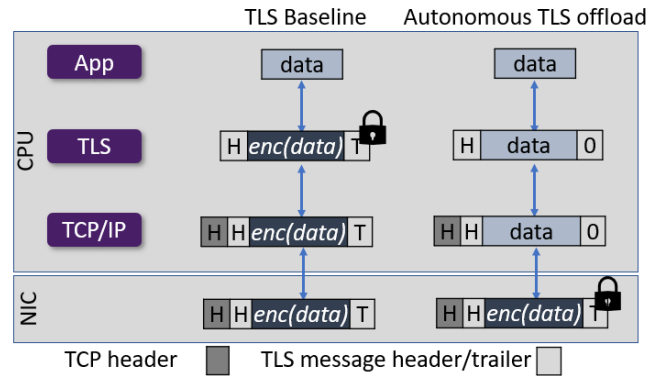 TLS Baseline Autonomous TLS offload
CPU
App data data
TLS H enc(data) T H data 0
TCP/IP H H enc(data) T H H data 0
NIC H H enc(data) T H H enc(data) T
TCP header TLS message header/trailer